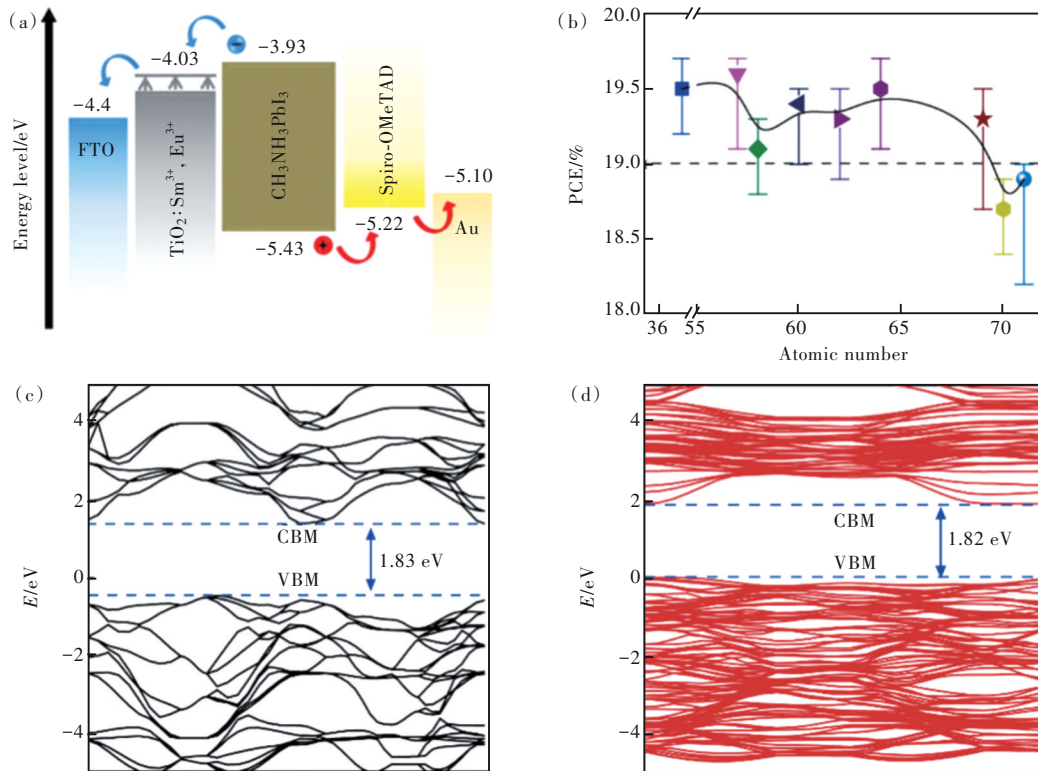 (a)
Energy level/eV
−4.4
FTO
−4.03
TiO₂: Sm³⁺, Eu³⁺
−
−3.93
CH₃NH₃PbI₃
−5.43
+
Spiro-OMeTAD
−5.22
−5.10
Au
(b)
PCE/%
20.0
19.5
19.0
18.5
18.0
36 55 60 65 70
Atomic number
(c)
E/eV
4
2
0
−2
−4
CBM
1.83 eV
VBM
(d)
E/eV
4
2
0
−2
−4
CBM
1.82 eV
VBM